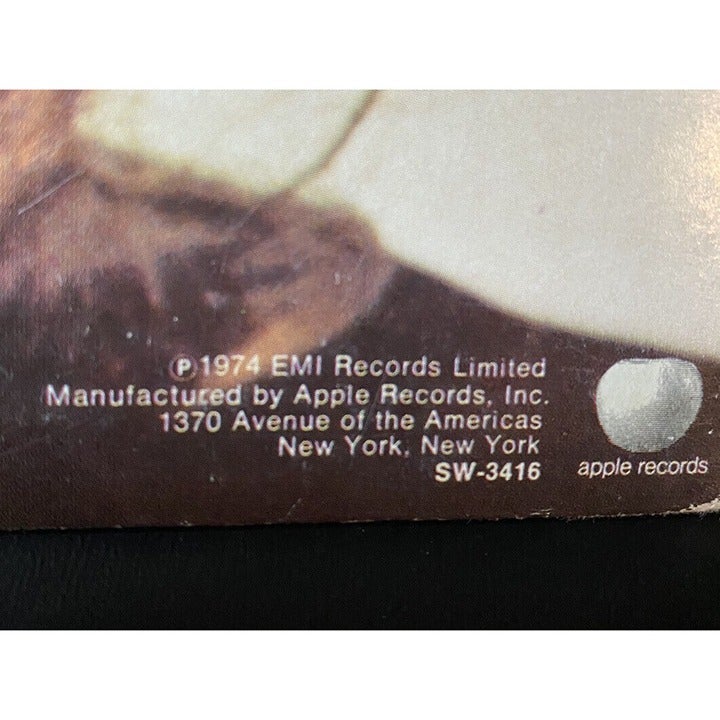 ℗1974 EMI Records Limited
Manufactured by Apple Records, Inc.
1370 Avenue of the Americas
New York, New York
SW-3416
apple records